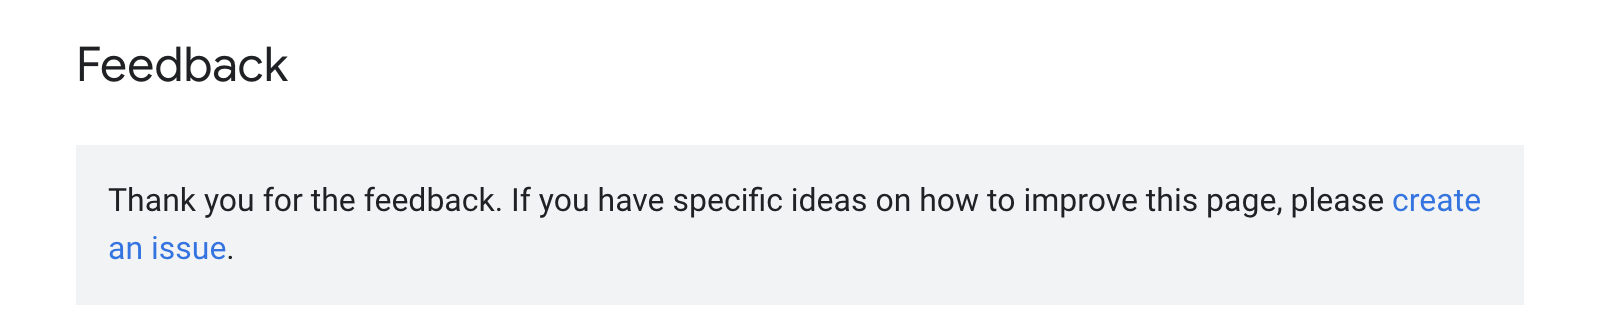 Feedback
Thank you for the feedback. If you have specific ideas on how to improve this page, please create
an issue.